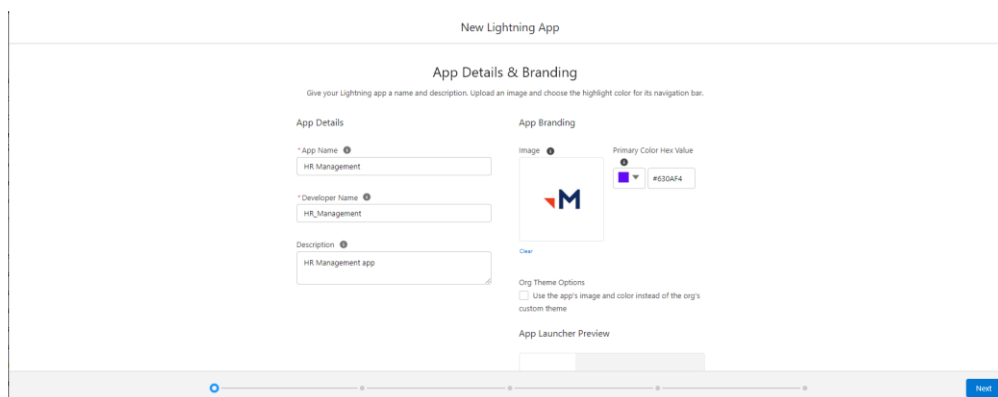 New Lightning App
App Details & Branding
Give your Lightning app a name and description. Upload an image and choose the highlight color for its navigation bar.
App Details
App Branding
*App Name
HR Management
*Developer Name
HR_Management
Description
HR Management app
Image
M
Clear
Primary Color Hex Value
#630AF4
Org Theme Options
Use the app's image and color instead of the org's
custom theme
App Launcher Preview
Next